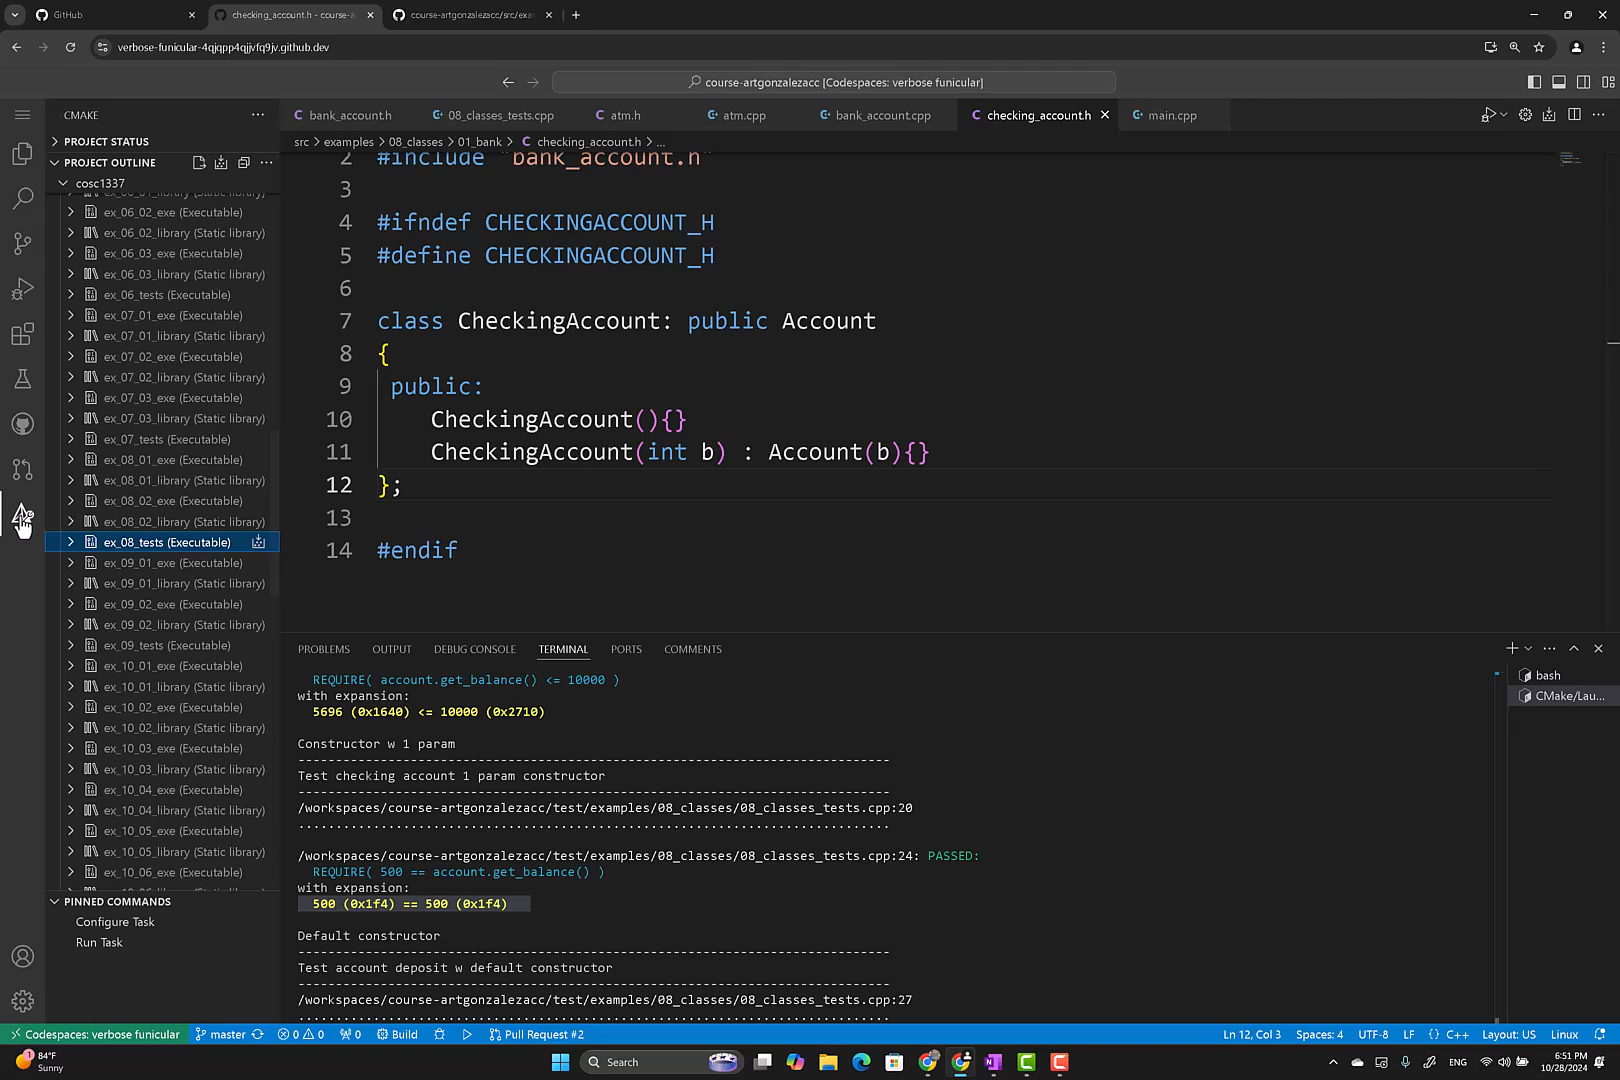 GitHub
checking_account.h - course-a
course-artgonzalezacc/src/exa
verbose-funicular-4qjqpp4qjjvfq9jv.github.dev
course-artgonzalezacc [Codespaces: verbose funicular]
CMAKE
PROJECT STATUS
PROJECT OUTLINE
cosc1337
ex_06_01_library (Static library)
ex_06_02_exe (Executable)
ex_06_02_library (Static library)
ex_06_03_exe (Executable)
ex_06_03_library (Static library)
ex_06_tests (Executable)
ex_07_01_exe (Executable)
ex_07_01_library (Static library)
ex_07_02_exe (Executable)
ex_07_02_library (Static library)
ex_07_03_exe (Executable)
ex_07_03_library (Static library)
ex_07_tests (Executable)
ex_08_01_exe (Executable)
ex_08_01_library (Static library)
ex_08_02_exe (Executable)
ex_08_02_library (Static library)
ex_08_tests (Executable)
ex_09_01_exe (Executable)
ex_09_01_library (Static library)
ex_09_02_exe (Executable)
ex_09_02_library (Static library)
ex_09_tests (Executable)
ex_10_01_exe (Executable)
ex_10_01_library (Static library)
ex_10_02_exe (Executable)
ex_10_02_library (Static library)
ex_10_03_exe (Executable)
ex_10_03_library (Static library)
ex_10_04_exe (Executable)
ex_10_04_library (Static library)
ex_10_05_exe (Executable)
ex_10_05_library (Static library)
ex_10_06_exe (Executable)
PINNED COMMANDS
Configure Task
Run Task
bank_account.h 08_classes_tests.cpp atm.h atm.cpp bank_account.cpp checking_account.h main.cpp
src > examples > 08_classes > 01_bank > checking_account.h > ...
2 #include "bank_account.h"
3
4 #ifndef CHECKINGACCOUNT_H
5 #define CHECKINGACCOUNT_H
6
7 class CheckingAccount: public Account
8 {
9 public:
10 CheckingAccount(){}
11 CheckingAccount(int b) : Account(b){}
12 };
13
14 #endif
PROBLEMS OUTPUT DEBUG CONSOLE TERMINAL PORTS COMMENTS
REQUIRE( account.get_balance() <= 10000 )
with expansion:
5696 (0x1640) <= 10000 (0x2710)
Constructor w 1 param
-------------------------------------------------------------------------------
Test checking account 1 param constructor
-------------------------------------------------------------------------------
/workspaces/course-artgonzalezacc/test/examples/08_classes/08_classes_tests.cpp:20
...............................................................................
/workspaces/course-artgonzalezacc/test/examples/08_classes/08_classes_tests.cpp:24: PASSED:
REQUIRE( 500 == account.get_balance() )
with expansion:
500 (0x1f4) == 500 (0x1f4)
Default constructor
-------------------------------------------------------------------------------
Test account deposit w default constructor
-------------------------------------------------------------------------------
/workspaces/course-artgonzalezacc/test/examples/08_classes/08_classes_tests.cpp:27
...............................................................................
bash
CMake/Lau...
Codespaces: verbose funicular master 0 0 0 Build Pull Request #2 Ln 12, Col 3 Spaces: 4 UTF-8 LF {} C++ Layout: US Linux
1
84°F
Sunny
Search
ENG
6:51 PM
10/28/2024